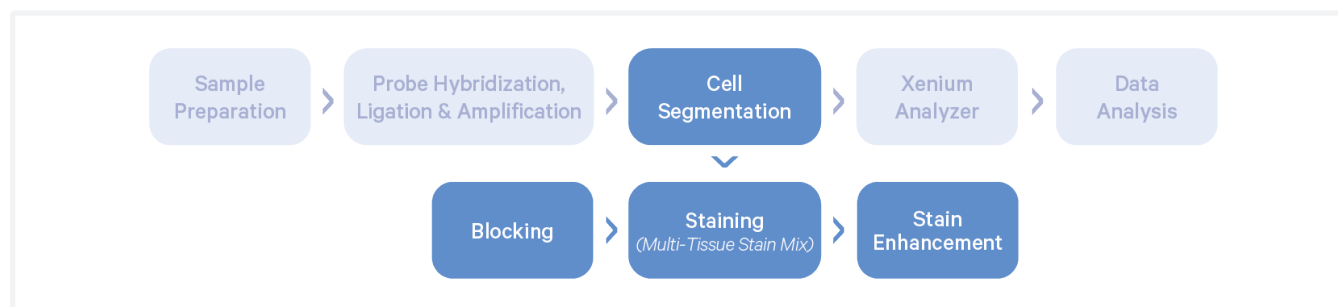 Sample
Preparation
Probe Hybridization,
Ligation & Amplification
Cell
Segmentation
Xenium
Analyzer
Data
Analysis
Blocking
Staining
(Multi-Tissue Stain Mix)
Stain
Enhancement